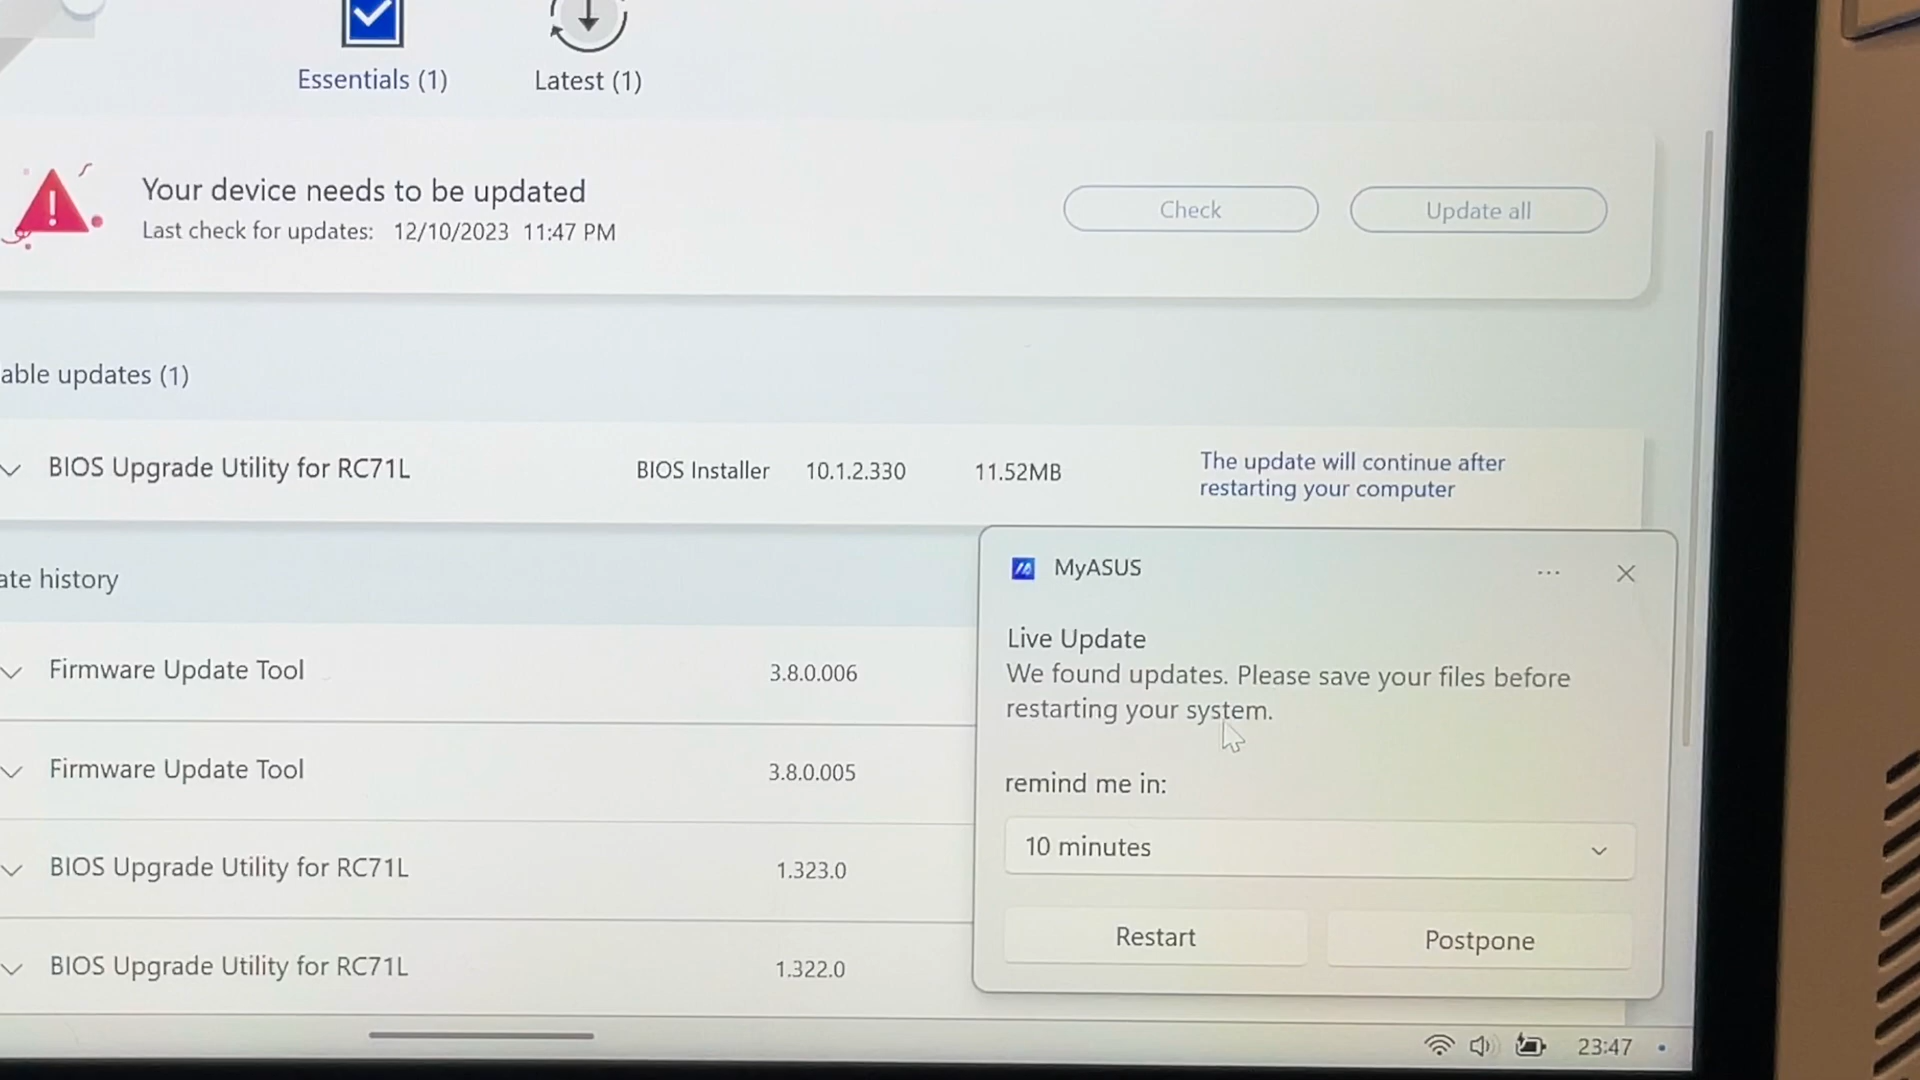 Essentials (1)
Latest (1)
Your device needs to be updated
Last check for updates: 12/10/2023 11:47 PM
Check
Update all
able updates (1)
BIOS Upgrade Utility for RC71L
BIOS Installer
10.1.2.330
11.52MB
The update will continue after
restarting your computer
ate history
Firmware Update Tool
3.8.0.006
Firmware Update Tool
3.8.0.005
BIOS Upgrade Utility for RC71L
1.323.0
BIOS Upgrade Utility for RC71L
1.322.0
MyASUS
Live Update
We found updates. Please save your files before
restarting your system.
remind me in:
10 minutes
Restart
Postpone
23:47